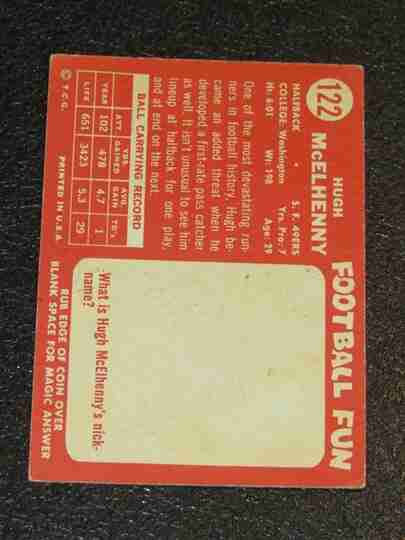 122
HUGH
McELHENNY
HALFBACK • S. F. 49ERS
COLLEGE: Washington Yrs. Pro: 7
Ht: 6:01 Wt: 198 Age: 29
One of the most devastating run-
ners in football history, Hugh be-
came an added threat when he
developed a first-rate pass catcher
as well. It isn't unusual to see him
lineup at halfback for one play,
and at end on the next.
BALL CARRYING RECORD
ATT. YDS. GAINED AVG. GAIN TD's
YEAR 102 478 4.7 1
LIFE 651 3423 5.3 29
© T.C.G. PRINTED IN U.S.A.
FOOTBALL FUN
What is Hugh McElhenny's nick-
name?
RUB EDGE OF COIN OVER
BLANK SPACE FOR MAGIC ANSWER